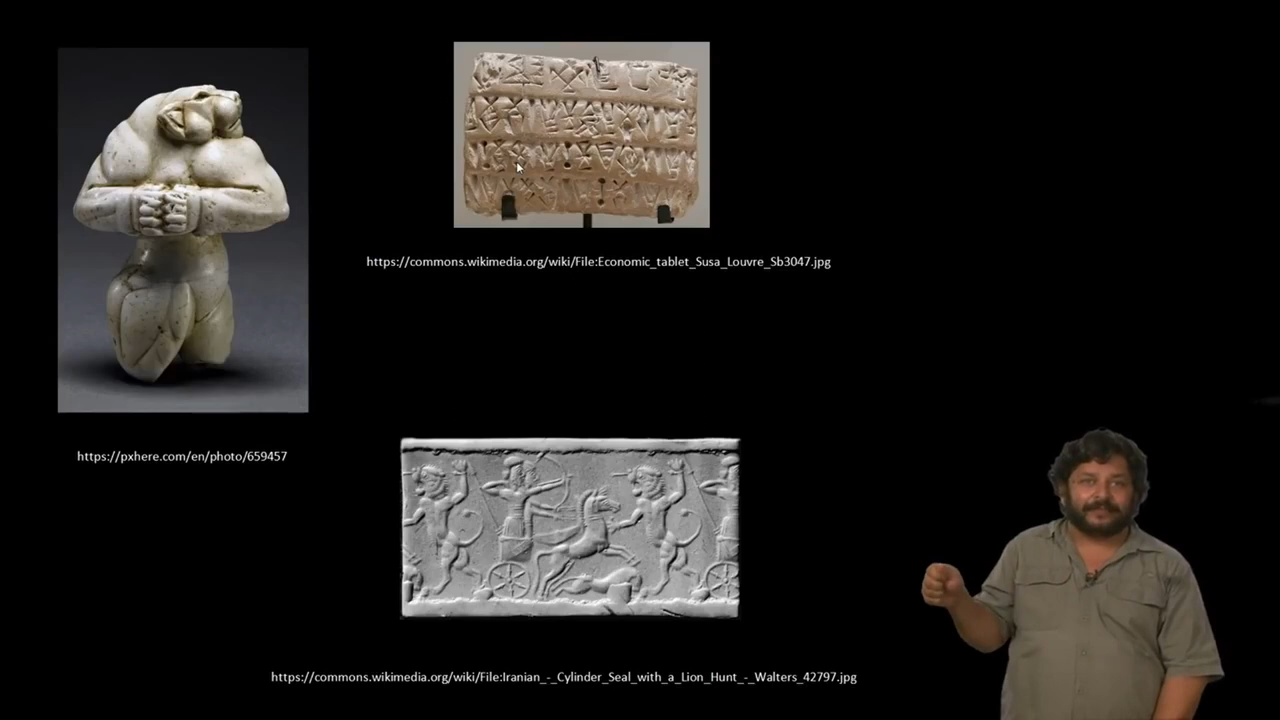 https://commons.wikimedia.org/wiki/File:Economic_tablet_Susa_Louvre_Sb3047.jpg
https://pxhere.com/en/photo/659457
https://commons.wikimedia.org/wiki/File:Iranian_-_Cylinder_Seal_with_a_Lion_Hunt_-_Walters_42797.jpg